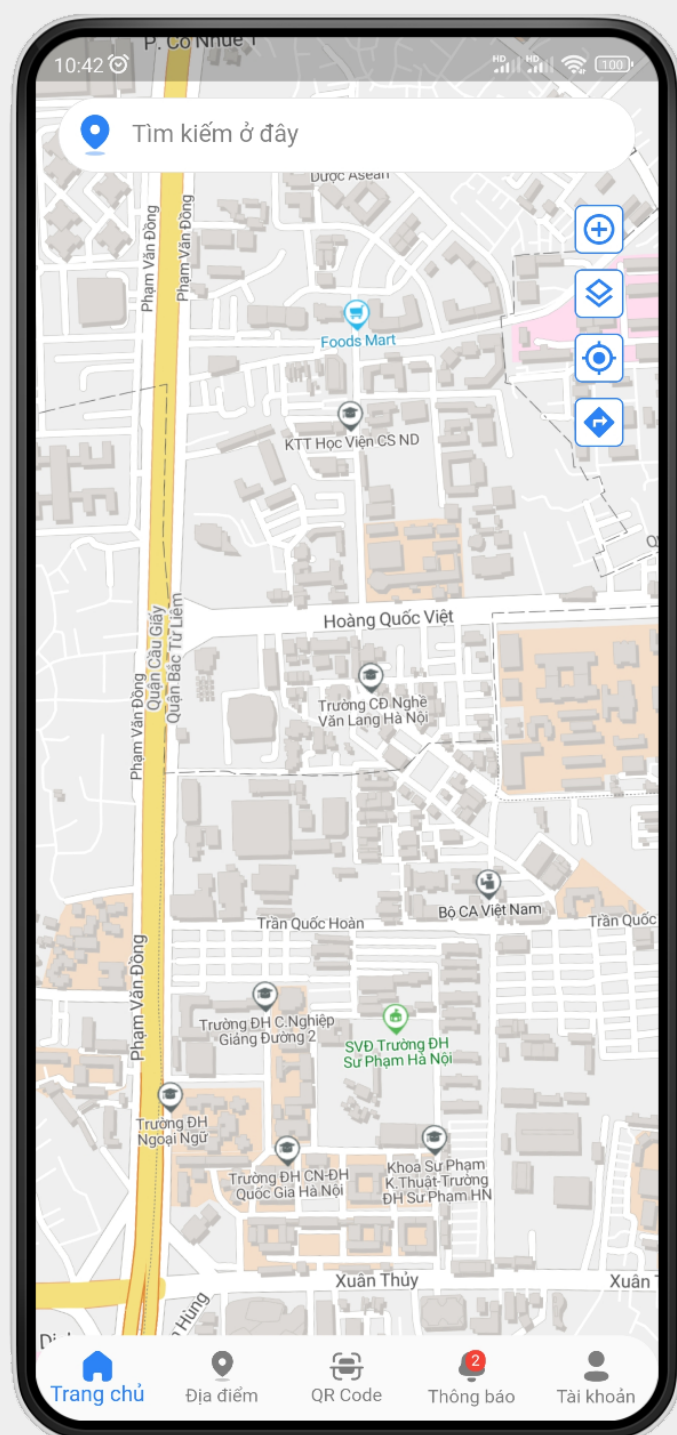 P. Cổ Nhuế 1
10:42
HD
HD
100
Tìm kiếm ở đây
Dược Asean
Phạm Văn Đồng
Phạm Văn Đồng
Foods Mart
KTT Học Viện CS ND
Hoàng Quốc Việt
Quận Cầu Giấy
Quận Bắc Từ Liêm
Phạm Văn Đồng
Trường CĐ Nghề
Văn Lang Hà Nội
Bộ CA Việt Nam
Trần Quốc Hoàn
Trần Quốc
Phạm Văn Đồng
Trường ĐH C.Nghiệp
Giảng Đường 2
SVĐ Trường ĐH
Sư Phạm Hà Nội
Trường ĐH
Ngoại Ngữ
Trường ĐH CN-ĐH
Quốc Gia Hà Nội
Khoa Sư Phạm
K.Thuật-Trường
ĐH Sư Phạm HN
Xuân Thủy
Xuân
Hùng
2
Trang chủ
Địa điểm
QR Code
Thông báo
Tài khoản